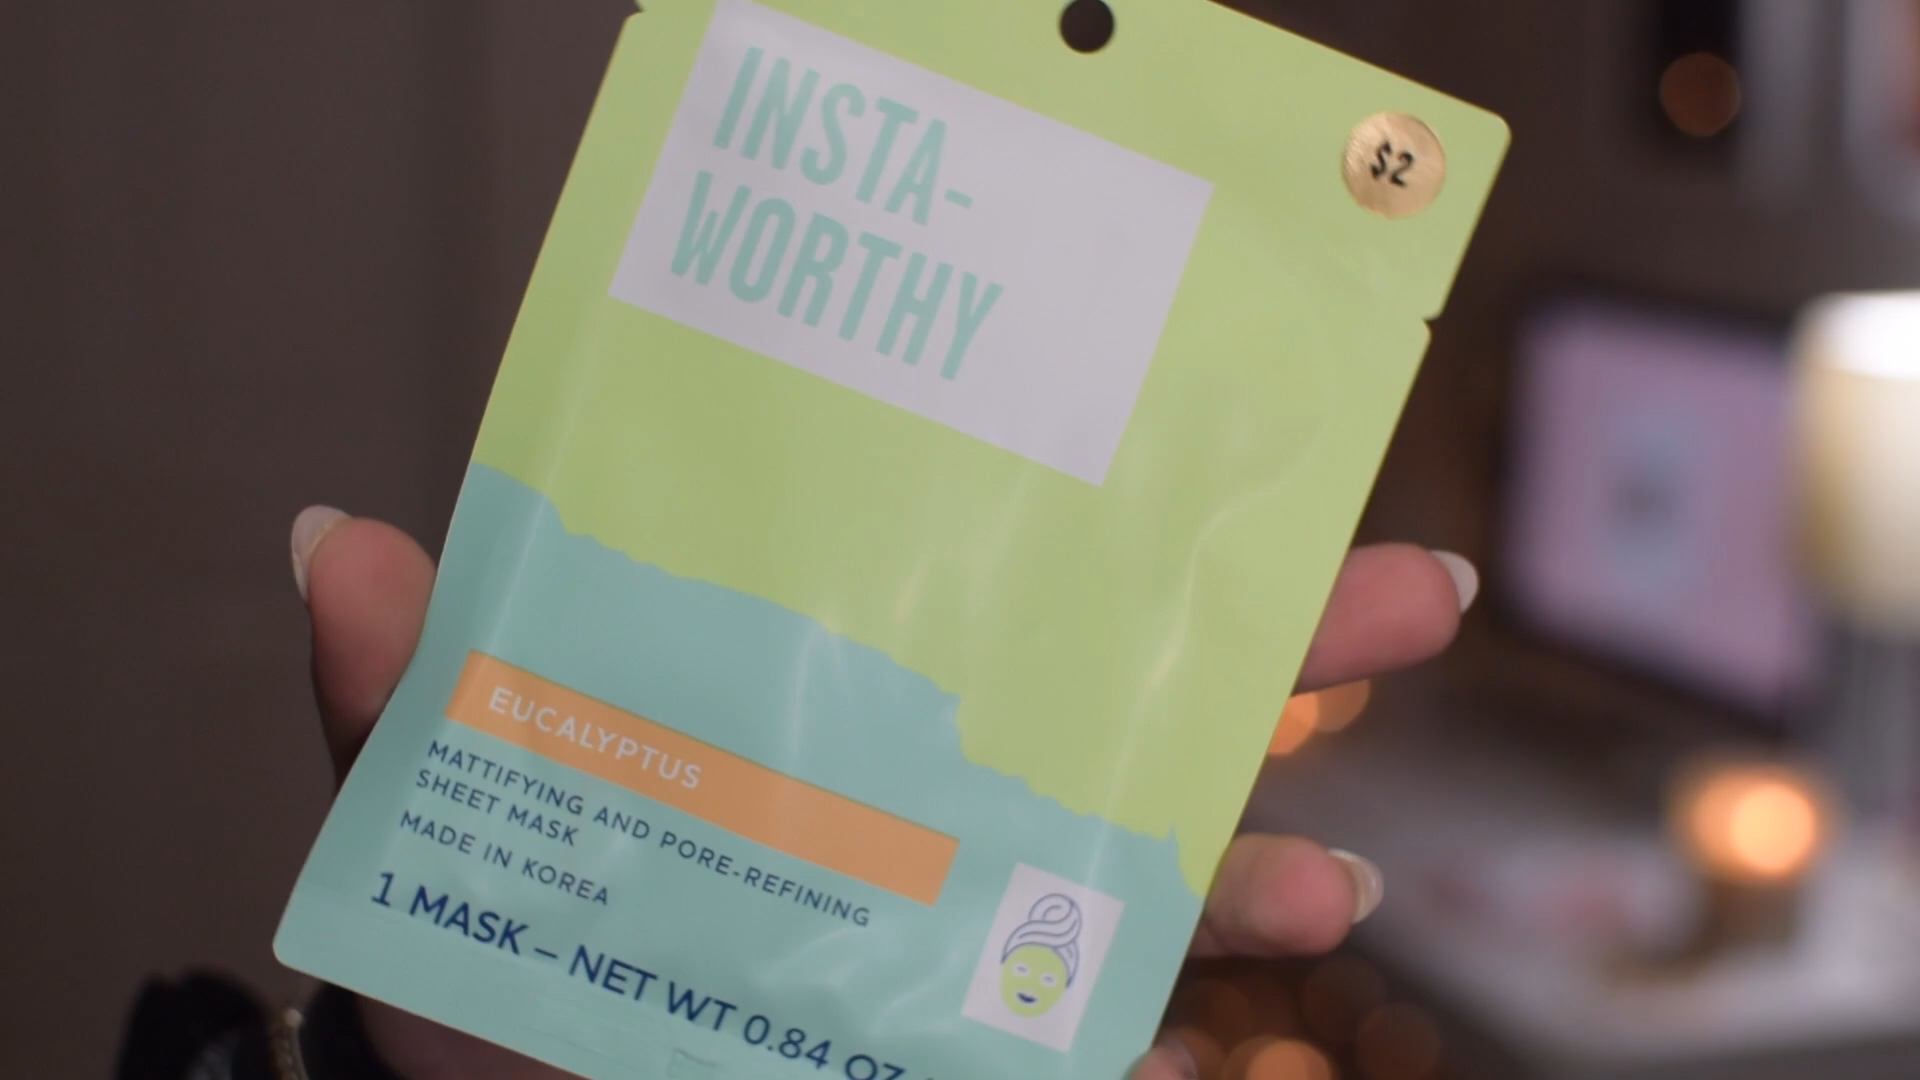 INSTA-
WORTHY
$2
EUCALYPTUS
MATTIFYING AND PORE-REFINING
SHEET MASK
MADE IN KOREA
1 MASK – NET WT 0.84 OZ